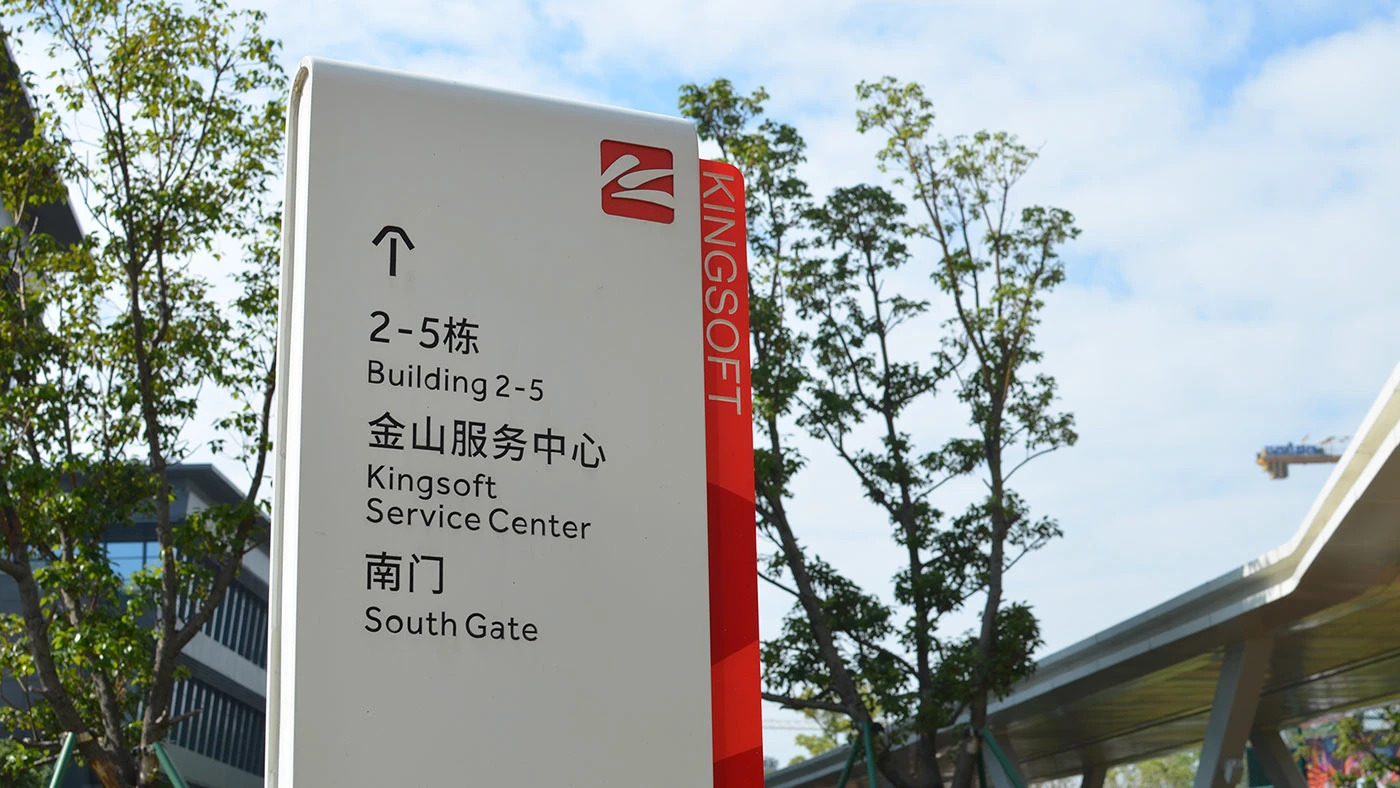 KINGSOFT
2-5栋
Building 2-5
金山服务中心
Kingsoft
Service Center
南门
South Gate